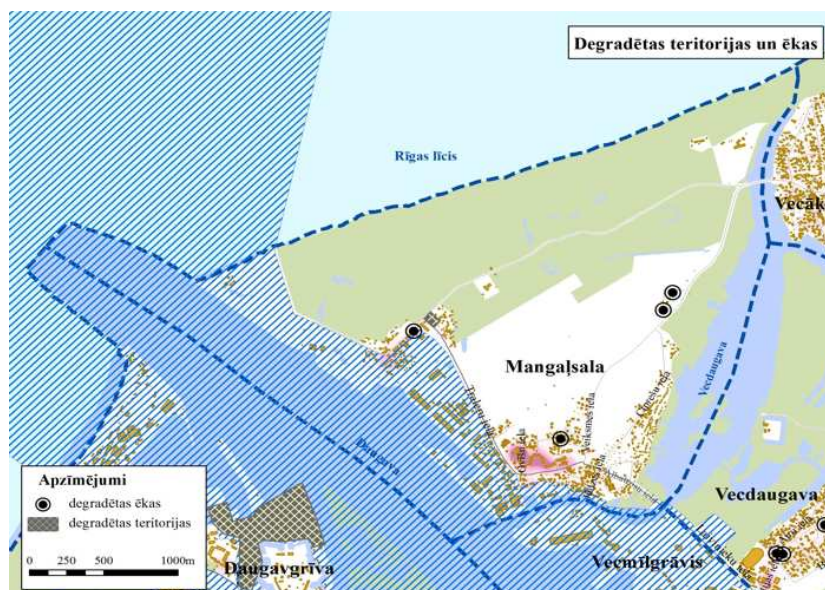 Degradētas teritorijas un ēkas
Rīgas līcis
Vecāk
Mangaļsala
Vecdaugava
Daugava
Vecdaugava
Vecmīlgrāvis
Daugavgrīva
Apzīmējumi
degradētas ēkas
degradētas teritorijas
0 250 500 1000m